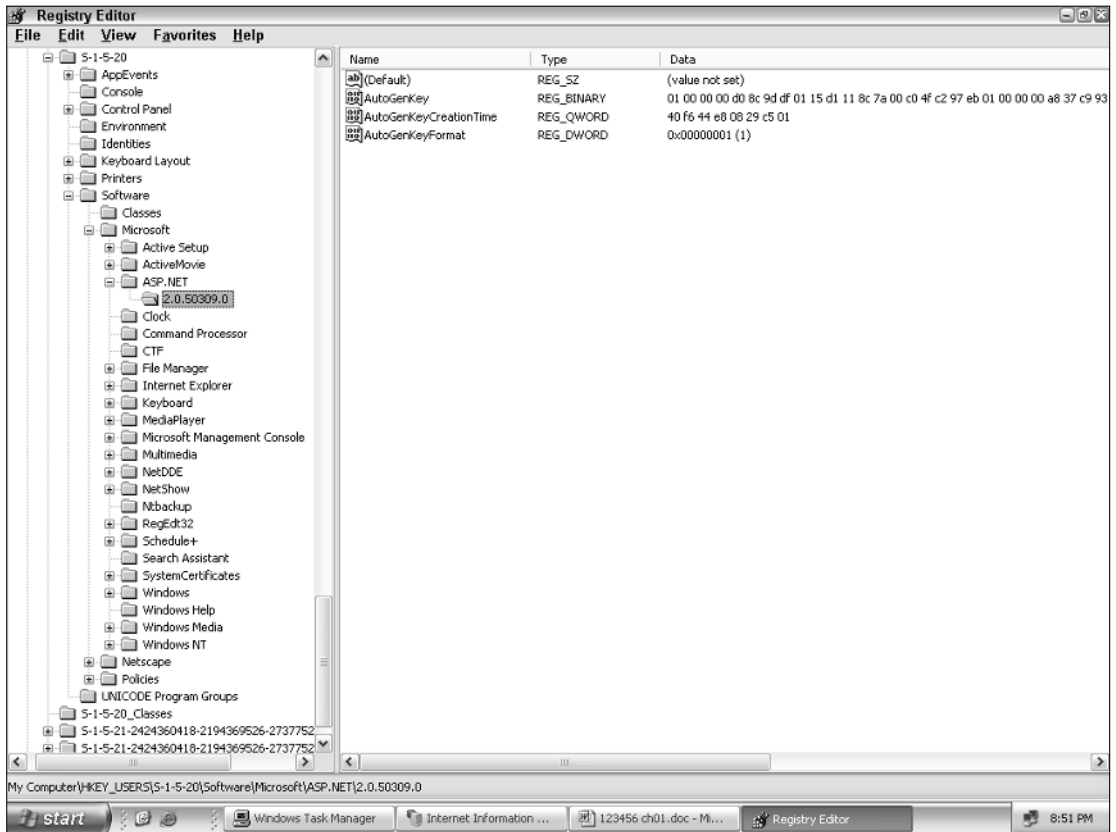 Registry Editor
File Edit View Favorites Help
S-1-5-20
AppEvents
Console
Control Panel
Environment
Identities
Keyboard Layout
Printers
Software
Classes
Microsoft
Active Setup
ActiveMovie
ASP.NET
2.0.50309.0
Clock
Command Processor
CTF
File Manager
Internet Explorer
Keyboard
MediaPlayer
Microsoft Management Console
Multimedia
NetDDE
NetShow
Ntbackup
RegEdt32
Schedule+
Search Assistant
SystemCertificates
Windows
Windows Help
Windows Media
Windows NT
Netscape
Policies
UNICODE Program Groups
S-1-5-20_Classes
S-1-5-21-2424360418-2194369526-2737752
S-1-5-21-2424360418-2194369526-2737752
Name Type Data
(Default) REG_SZ (value not set)
AutoGenKey REG_BINARY 01 00 00 00 d0 8c 9d df 01 15 d1 11 8c 7a 00 c0 4f c2 97 eb 01 00 00 00 a8 37 c9 93
AutoGenKeyCreationTime REG_QWORD 40 f6 44 e8 08 29 c5 01
AutoGenKeyFormat REG_DWORD 0x00000001 (1)
My Computer\HKEY_USERS\S-1-5-20\Software\Microsoft\ASP.NET\2.0.50309.0
start Windows Task Manager Internet Information ... 123456 ch01.doc - Mi... Registry Editor 8:51 PM